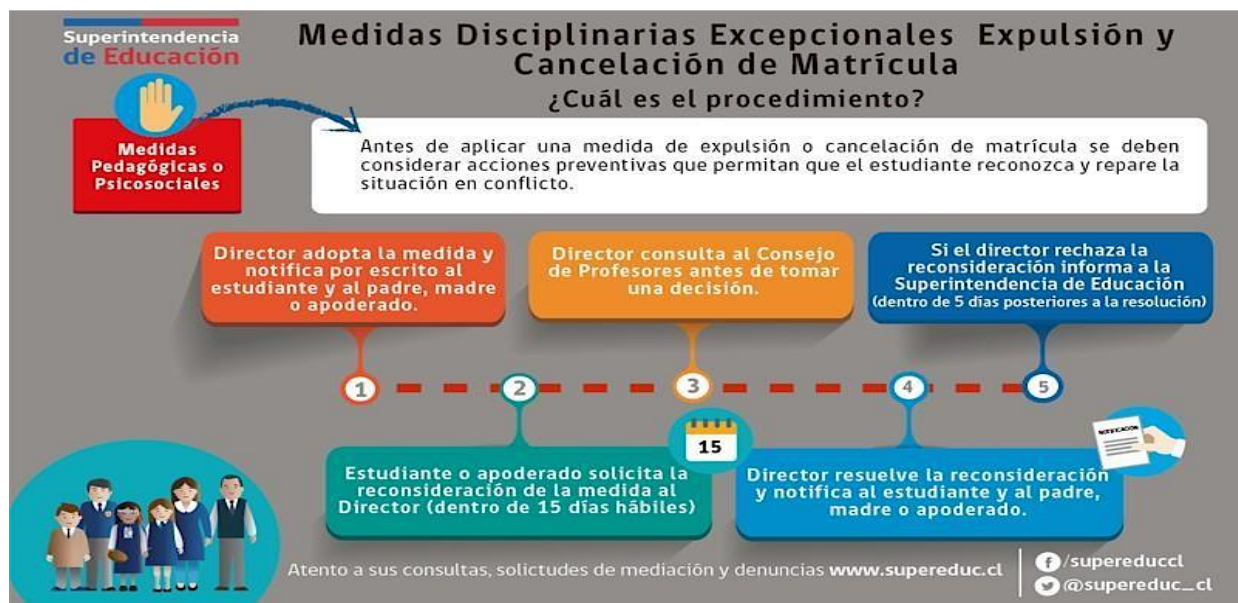 Superintendencia
de Educación
Medidas Disciplinarias Excepcionales Expulsión y
Cancelación de Matrícula
¿Cuál es el procedimiento?
Medidas
Pedagógicas o
Psicosociales
Antes de aplicar una medida de expulsión o cancelación de matrícula se deben
considerar acciones preventivas que permitan que el estudiante reconozca y repare la
situación en conflicto.
Director adopta la medida y
notifica por escrito al
estudiante y al padre, madre
o apoderado.
Director consulta al Consejo
de Profesores antes de tomar
una decisión.
Si el director rechaza la
reconsideración informa a la
Superintendencia de Educación
(dentro de 5 días posteriores a la resolución)
1
2
3
4
5
15
NOTIFICACIÓN
Estudiante o apoderado solicita la
reconsideración de la medida al
Director (dentro de 15 días hábiles)
Director resuelve la reconsideración
y notifica al estudiante y al padre,
madre o apoderado.
Atento a sus consultas, solictudes de mediación y denuncias www.supereduc.cl
/supereduccl
@supereduc_cl